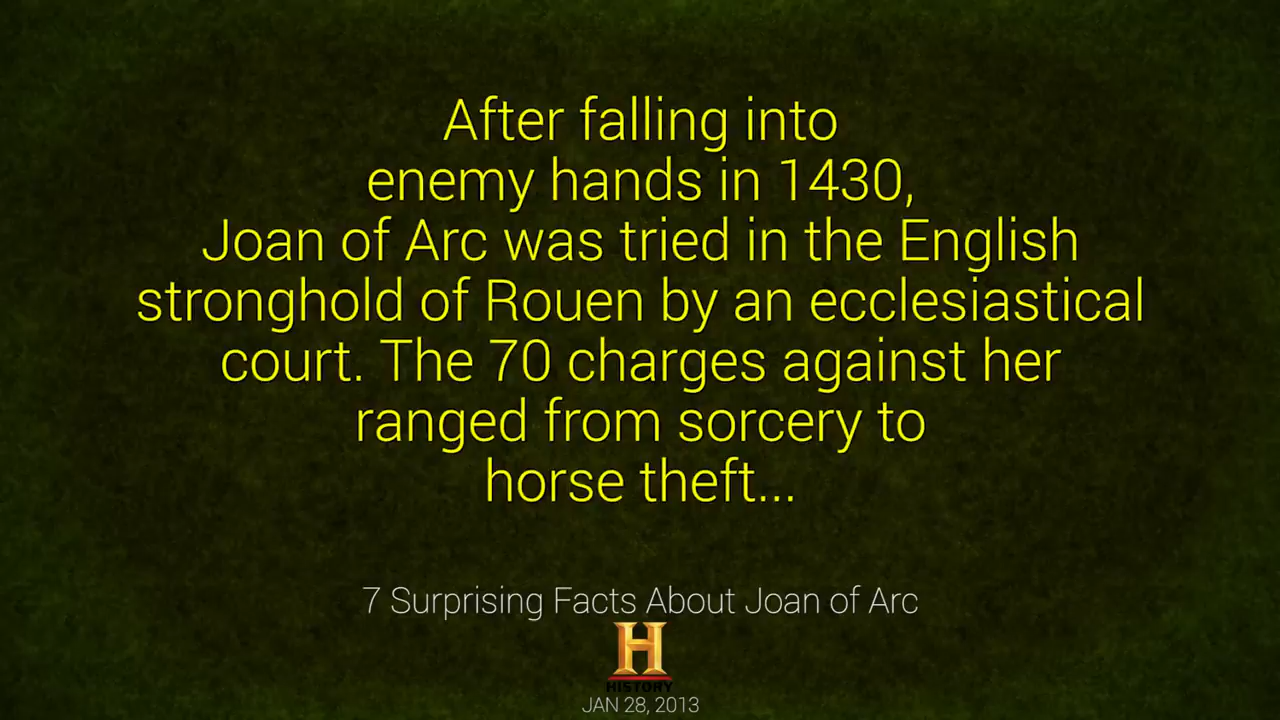 After falling into
enemy hands in 1430,
Joan of Arc was tried in the English
stronghold of Rouen by an ecclesiastical
court. The 70 charges against her
ranged from sorcery to
horse theft...
7 Surprising Facts About Joan of Arc
H
HISTORY
JAN 28, 2013